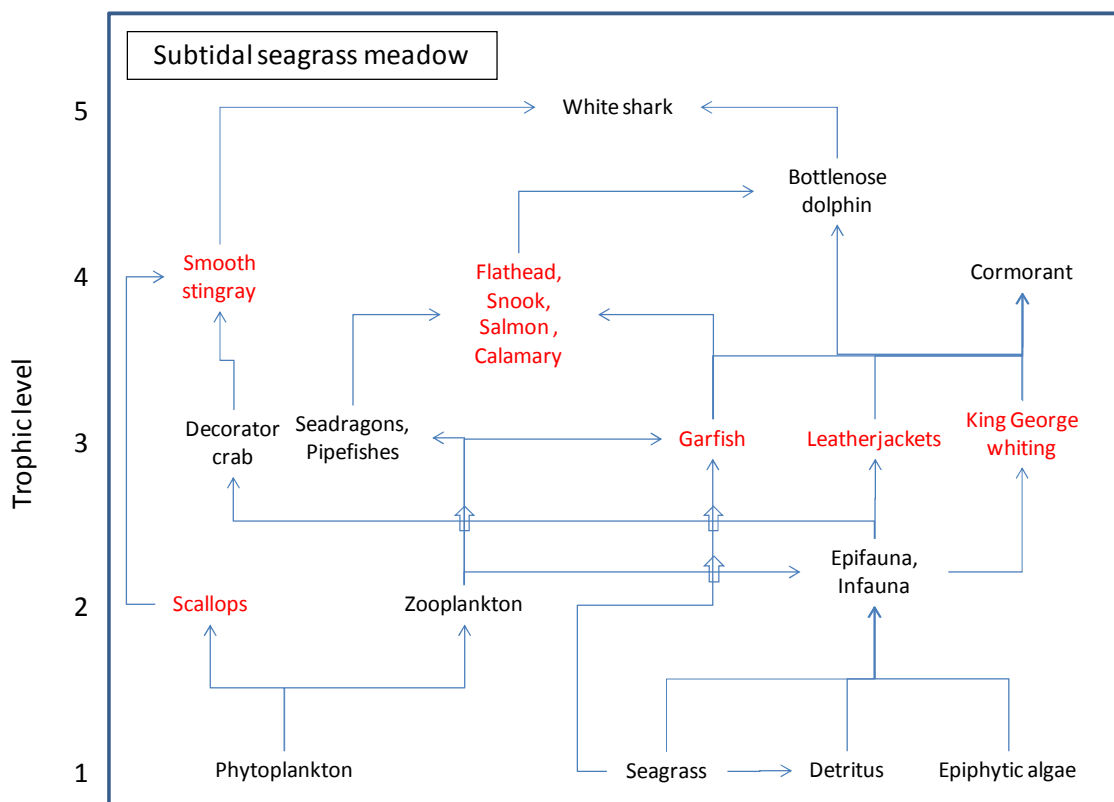 Subtidal seagrass meadow
Trophic level
5
White shark
Bottlenose
dolphin
4
Smooth
stingray
Flathead,
Snook,
Salmon ,
Calamary
Cormorant
3
Decorator
crab
Seadragons,
Pipefishes
Garfish
Leatherjackets
King George
whiting
2
Scallops
Zooplankton
Epifauna,
Infauna
1
Phytoplankton
Seagrass
Detritus
Epiphytic algae